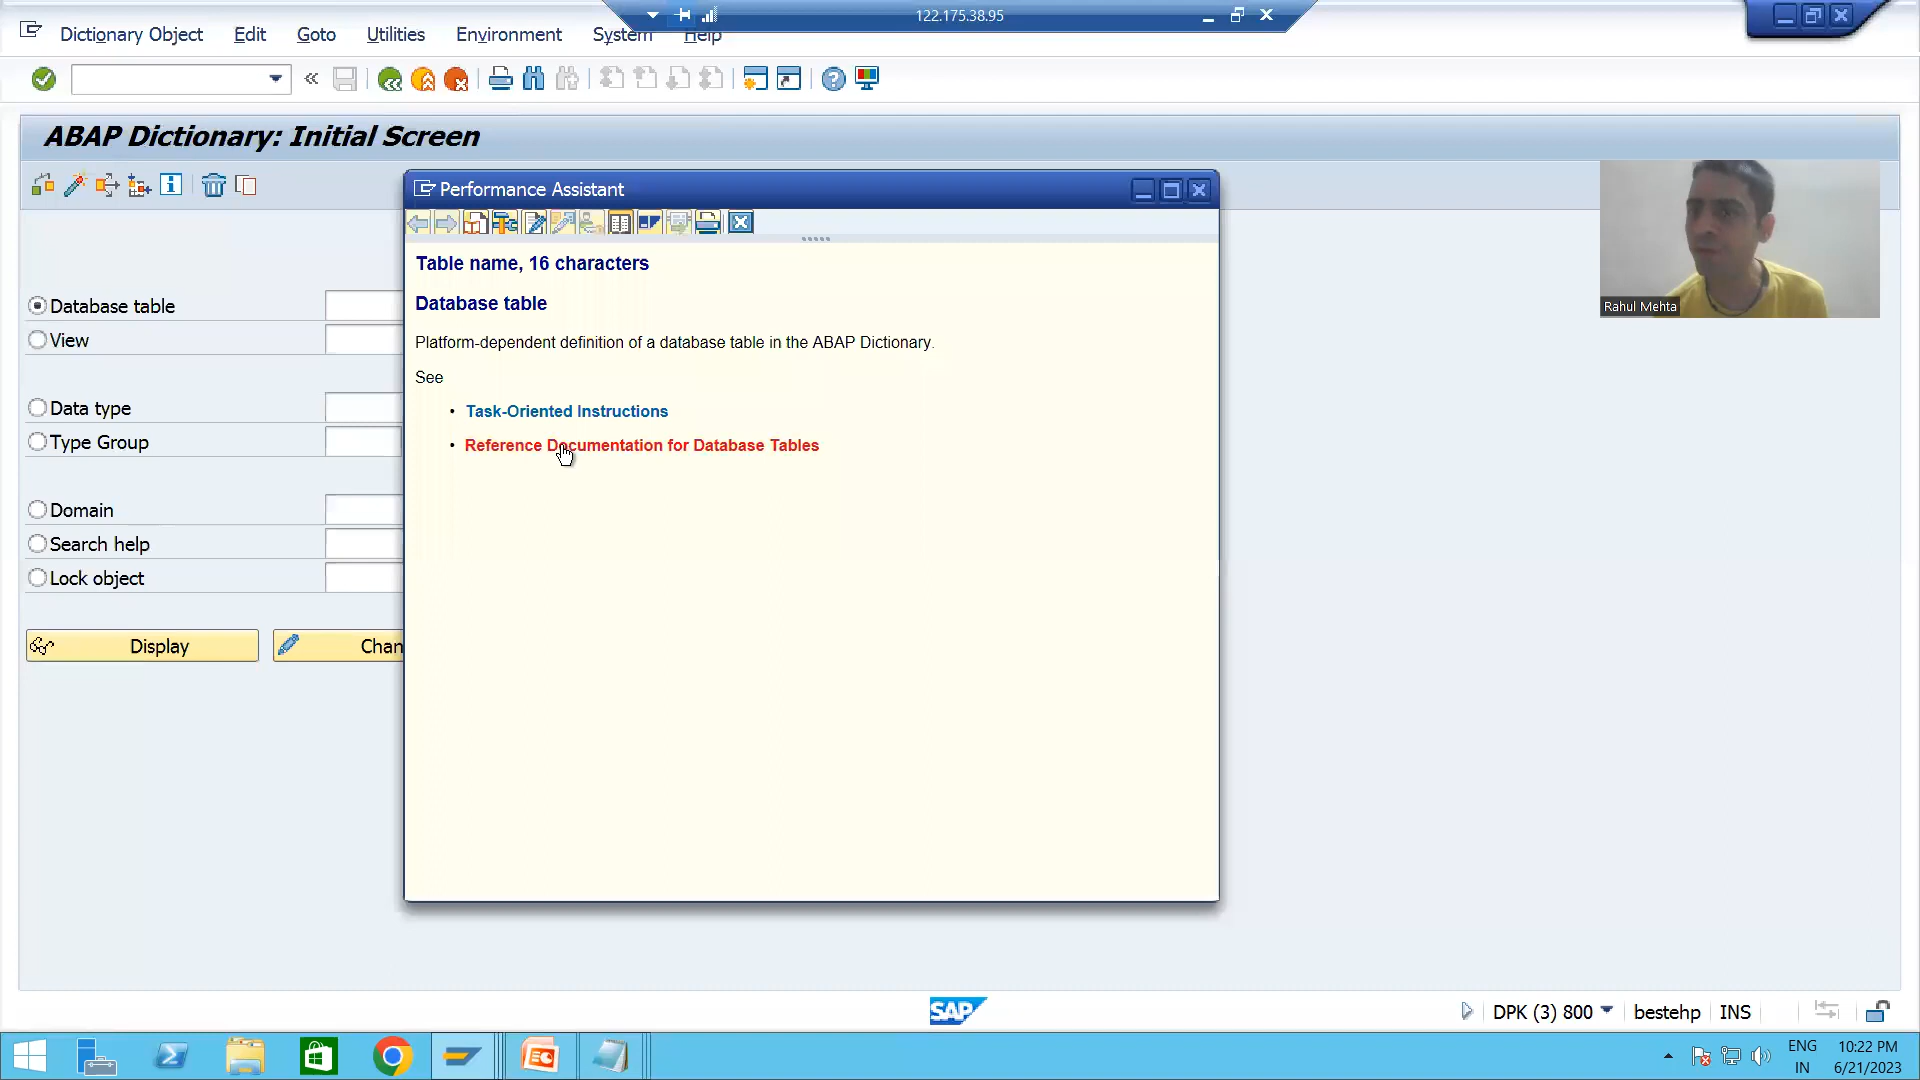 122.175.38.95
Dictionary Object Edit Goto Utilities Environment System Help
ABAP Dictionary: Initial Screen
Performance Assistant
Table name, 16 characters
Database table
Platform-dependent definition of a database table in the ABAP Dictionary.
See
• Task-Oriented Instructions
• Reference Documentation for Database Tables
Database table
View
Data type
Type Group
Domain
Search help
Lock object
Display
Chan
Rahul Mehta
SAP
DPK (3) 800 bestehp INS
ENG
IN
10:22 PM
6/21/2023